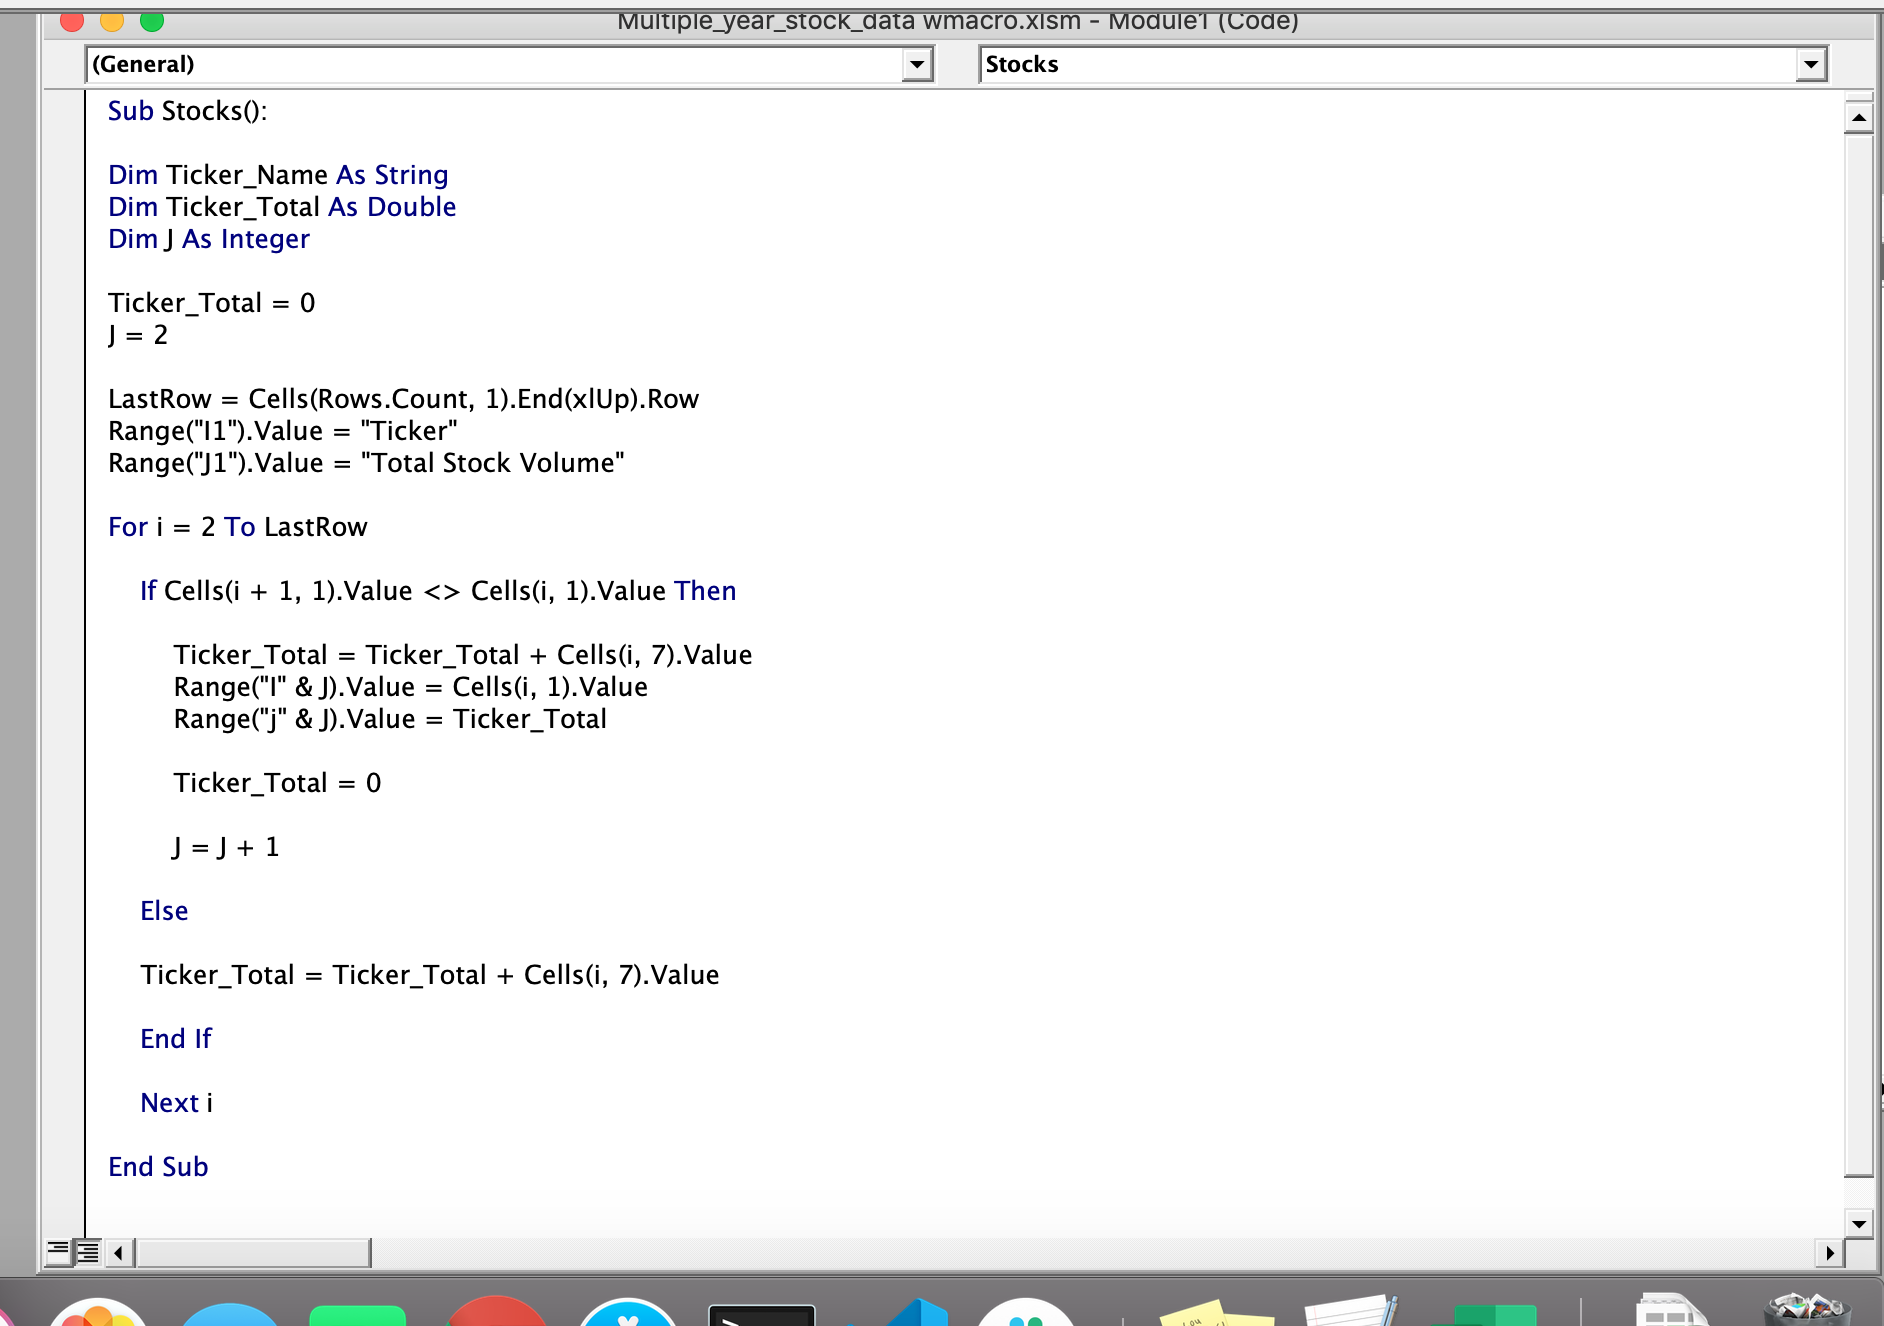 Multiple_year_stock_data wmacro.xlsm - Module1 (Code)
(General)
Stocks
Sub Stocks():
Dim Ticker_Name As String
Dim Ticker_Total As Double
Dim J As Integer
Ticker_Total = 0
J = 2
LastRow = Cells(Rows.Count, 1).End(xlUp).Row
Range("I1").Value = "Ticker"
Range("J1").Value = "Total Stock Volume"
For i = 2 To LastRow
If Cells(i + 1, 1).Value <> Cells(i, 1).Value Then
Ticker_Total = Ticker_Total + Cells(i, 7).Value
Range("I" & J).Value = Cells(i, 1).Value
Range("j" & J).Value = Ticker_Total
Ticker_Total = 0
J = J + 1
Else
Ticker_Total = Ticker_Total + Cells(i, 7).Value
End If
Next i
End Sub